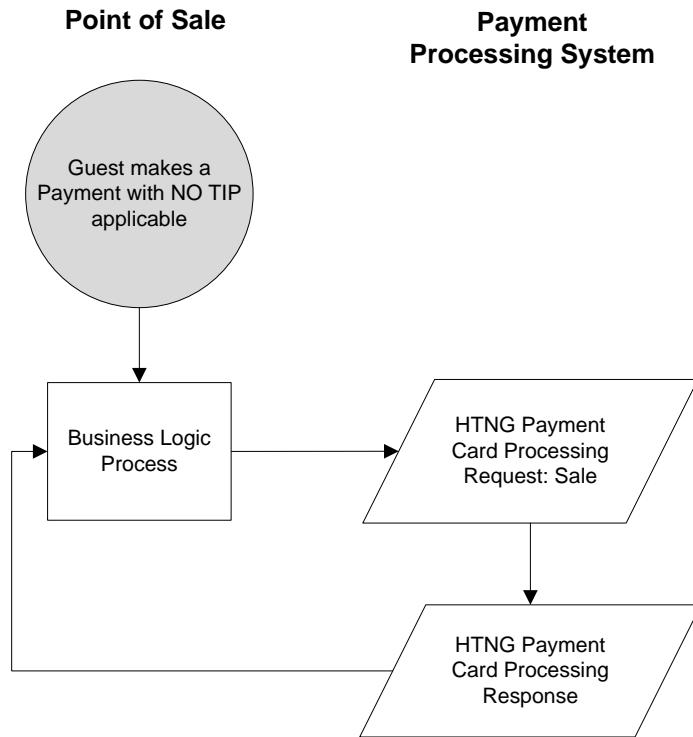 Point of Sale
Payment
Processing System
Guest makes a
Payment with NO TIP
applicable
Business Logic
Process
HTNG Payment
Card Processing
Request: Sale
HTNG Payment
Card Processing
Response